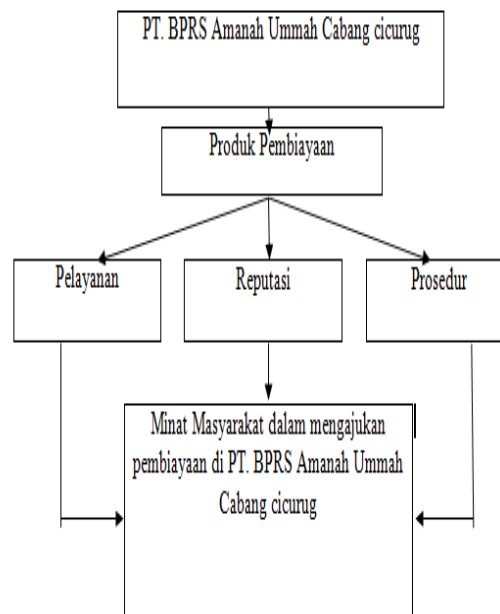 PT. BPRS Amanah Ummah Cabang cicurug
Produk Pembiayaan
Pelayanan
Reputasi
Prosedur
Minat Masyarakat dalam mengajukan
pembiayaan di PT. BPRS Amanah Ummah
Cabang cicurug